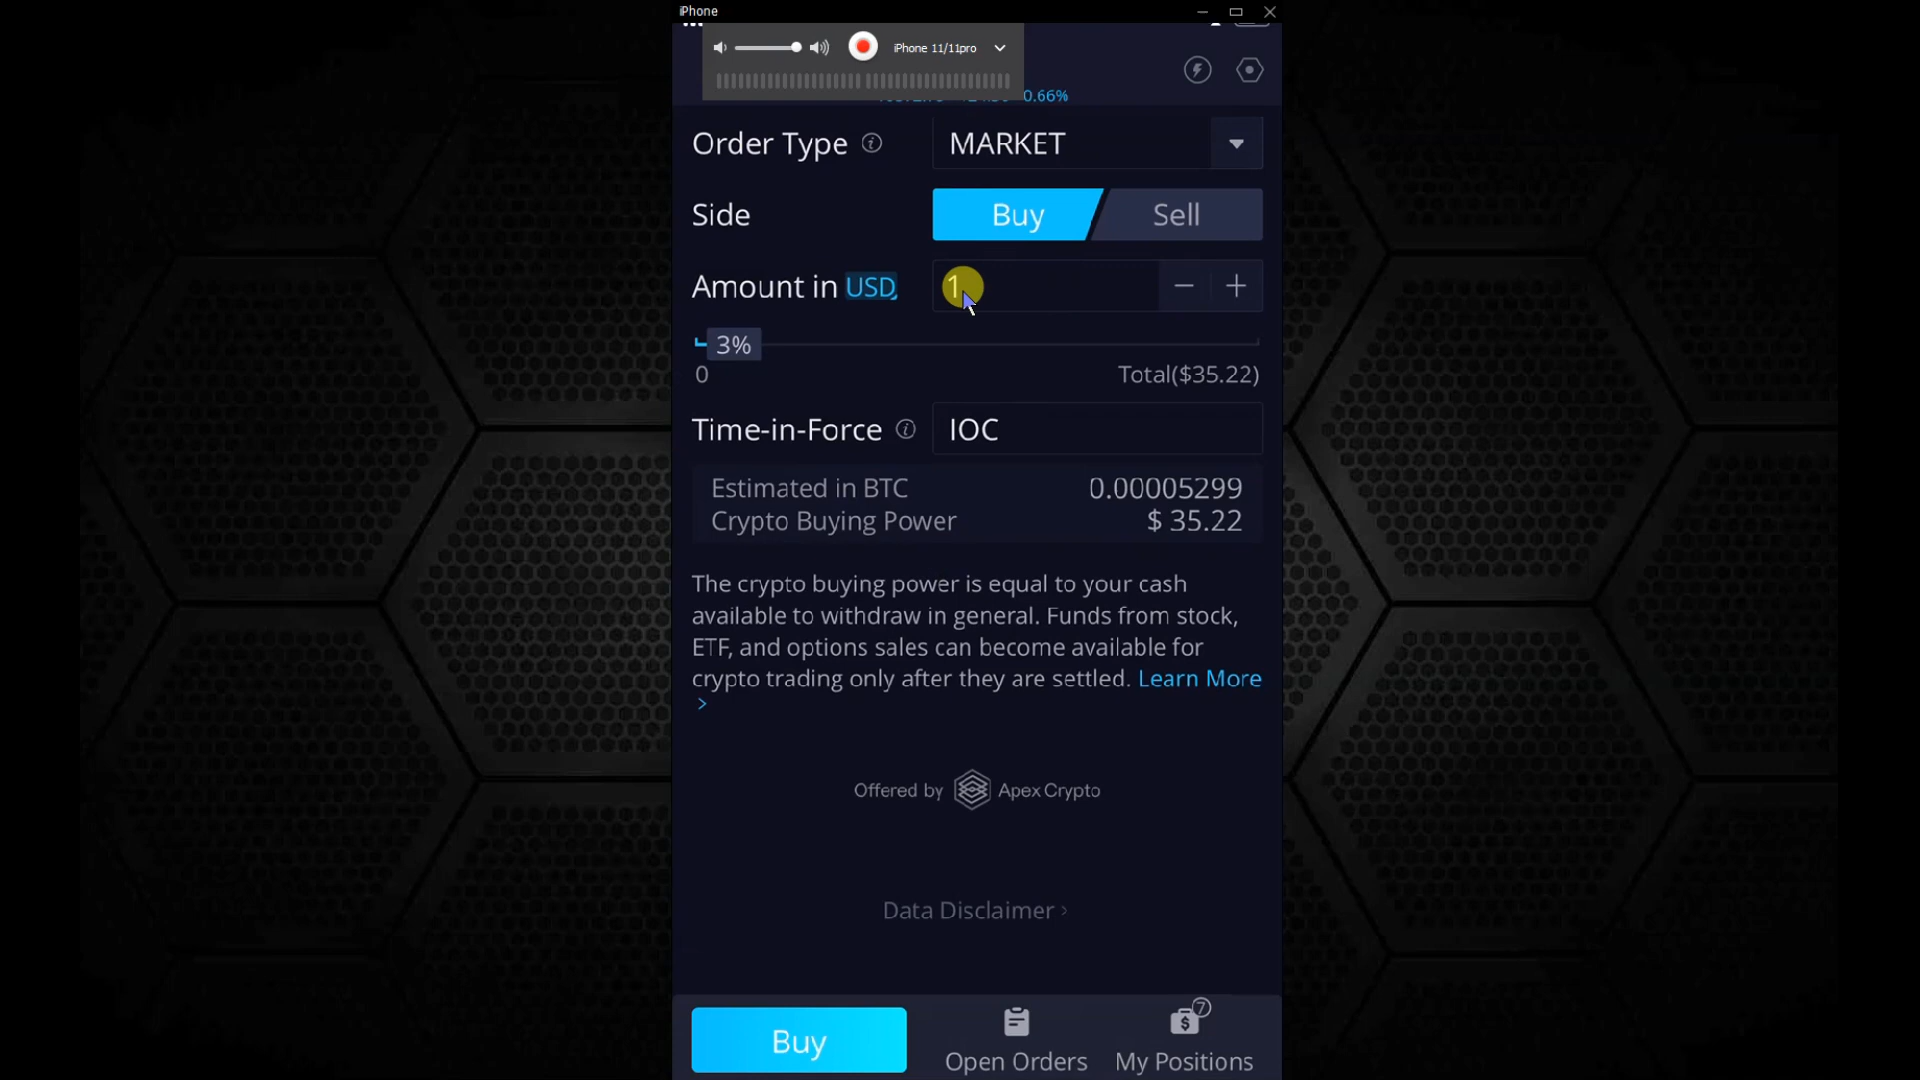 iPhone
iPhone 11/11pro
0.66%
Order Type
MARKET
Side
Buy
Sell
Amount in USD
1
3%
0
Total($35.22)
Time-in-Force
IOC
Estimated in BTC
0.00005299
Crypto Buying Power
$ 35.22
The crypto buying power is equal to your cash
available to withdraw in general. Funds from stock,
ETF, and options sales can become available for
crypto trading only after they are settled. Learn More
>
Offered by Apex Crypto
Data Disclaimer >
Buy
Open Orders
7
My Positions